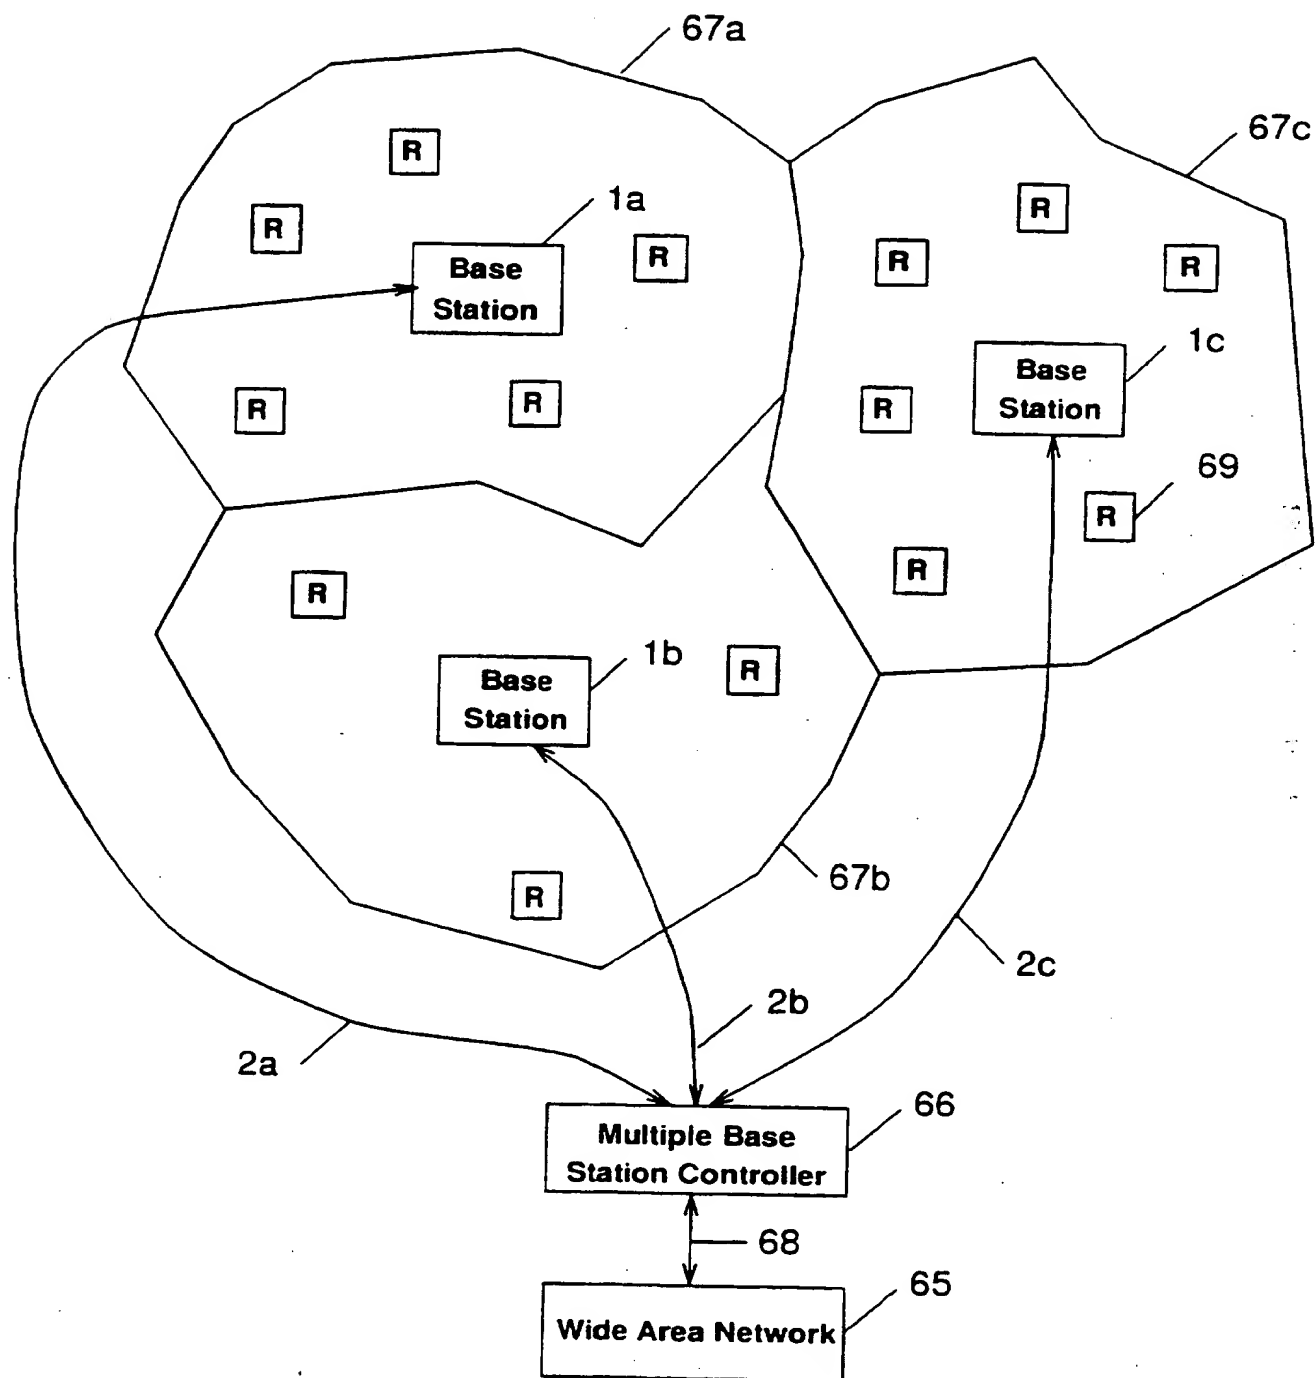 67a
67c
R
1a
R
R
R
R
R
R
Base
Station
1c
Base
Station
R
R
R
69
R
R
R
1b
Base
Station
R
67b
R
2c
2b
2a
66
Multiple Base
Station Controller
68
65
Wide Area Network